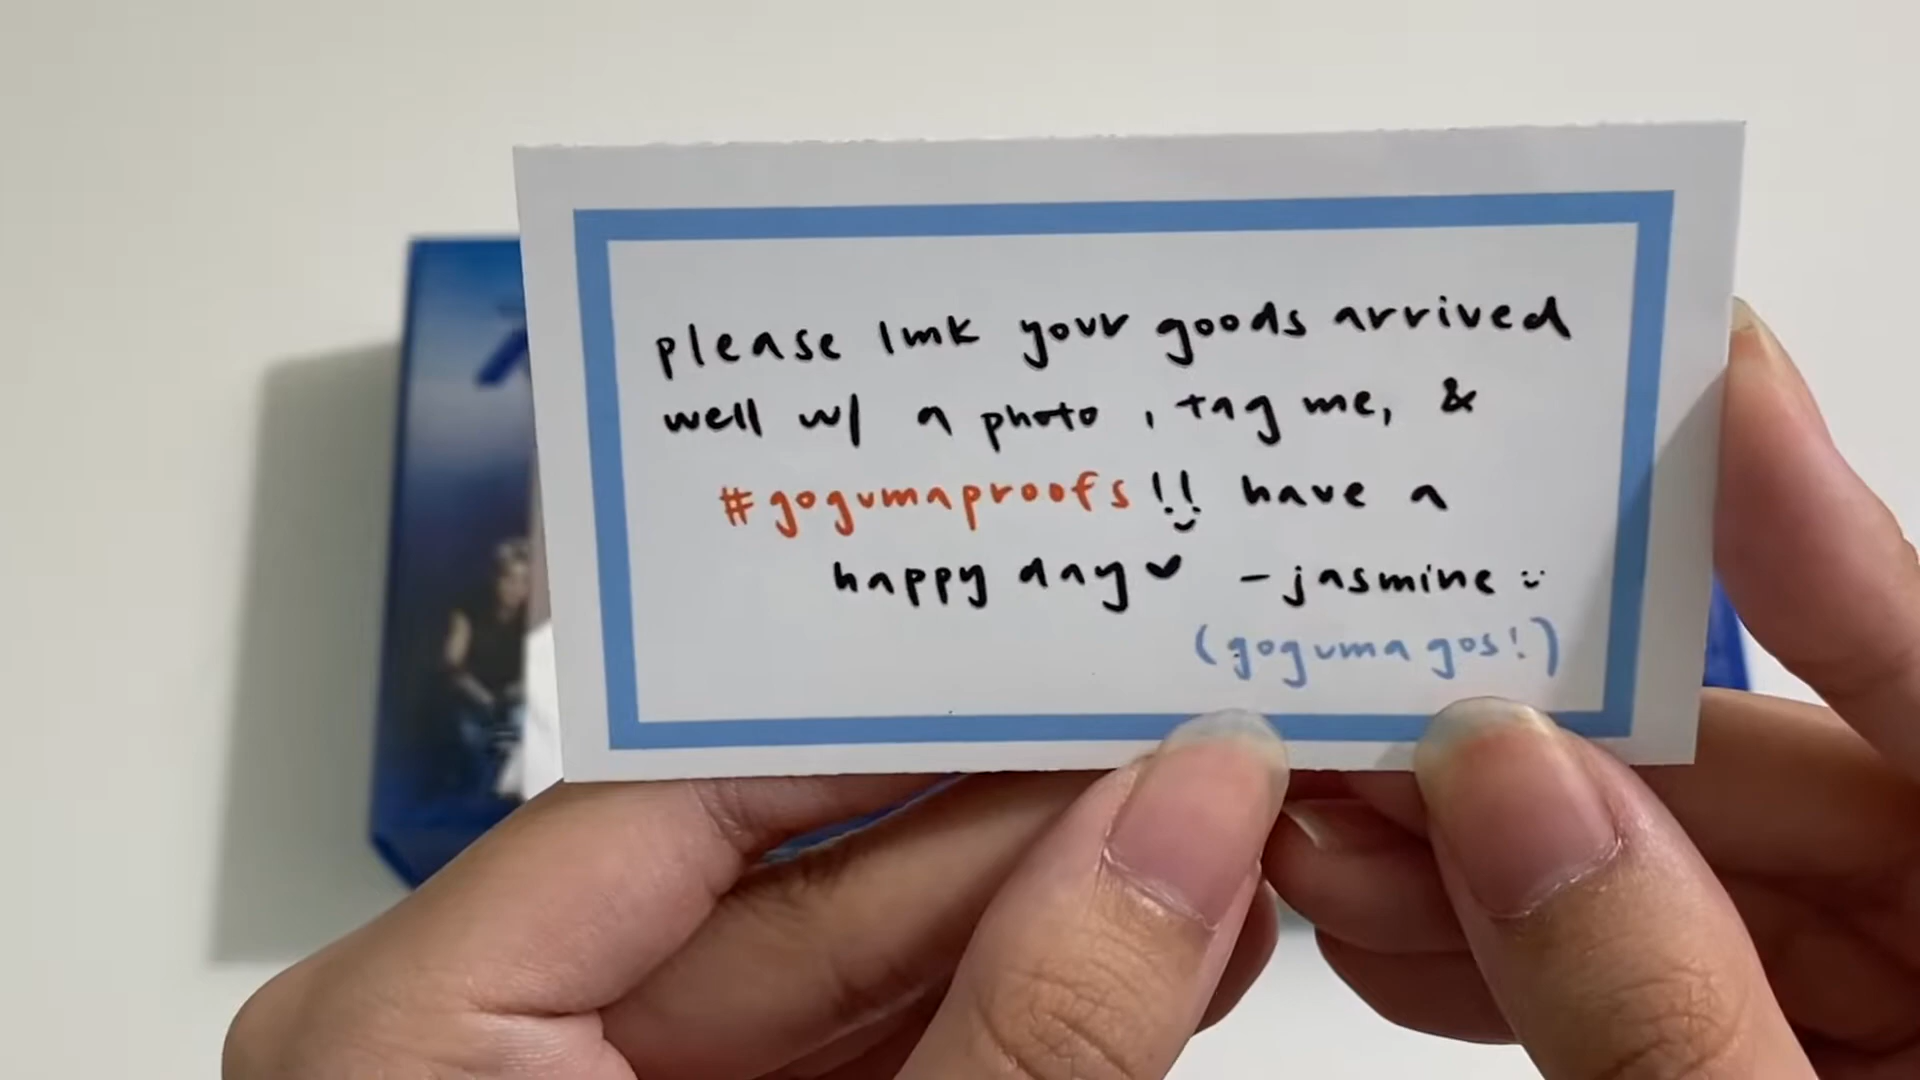 please lmk your goods arrived
well w/ a photo, tag me, &
#gogumaproofs!! have a
happy day♥ -jasmine :)
(goguma gos!)